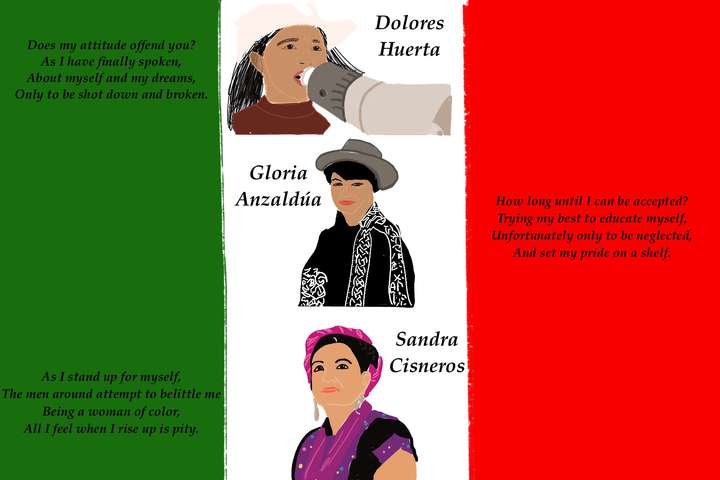 Does my attitude offend you?
As I have finally spoken,
About myself and my dreams,
Only to be shot down and broken.
Dolores
Huerta
Gloria
Anzaldúa
How long until I can be accepted?
Trying my best to educate myself,
Unfortunately only to be neglected,
And set my pride on a shelf.
Sandra
Cisneros
As I stand up for myself,
The men around attempt to belittle me
Being a woman of color,
All I feel when I rise up is pity.